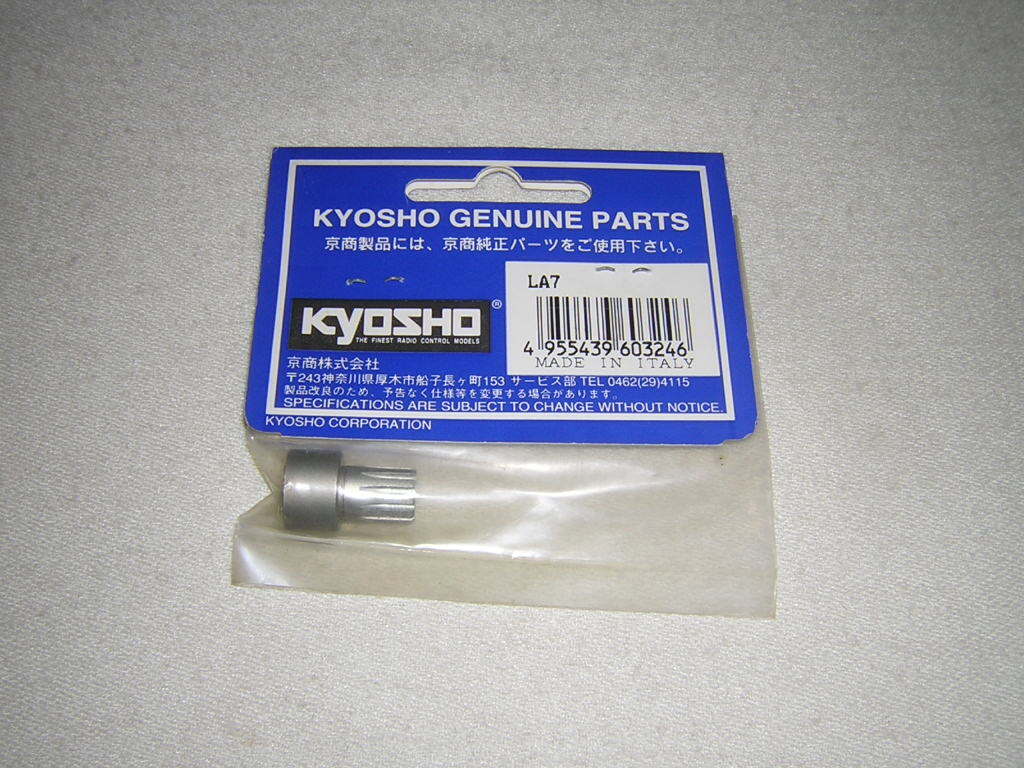 KYOSHO GENUINE PARTS
京商製品には、京商純正パーツをご使用下さい。
LA7
KYOSHO ®
THE FINEST RADIO CONTROL MODELS
4 955439 603246
MADE IN ITALY
京商株式会社
〒243神奈川県厚木市船子長ヶ町153 サービス部 TEL 0462(29)4115
製品改良のため、予告なく仕様等を変更する場合があります。
SPECIFICATIONS ARE SUBJECT TO CHANGE WITHOUT NOTICE.
KYOSHO CORPORATION